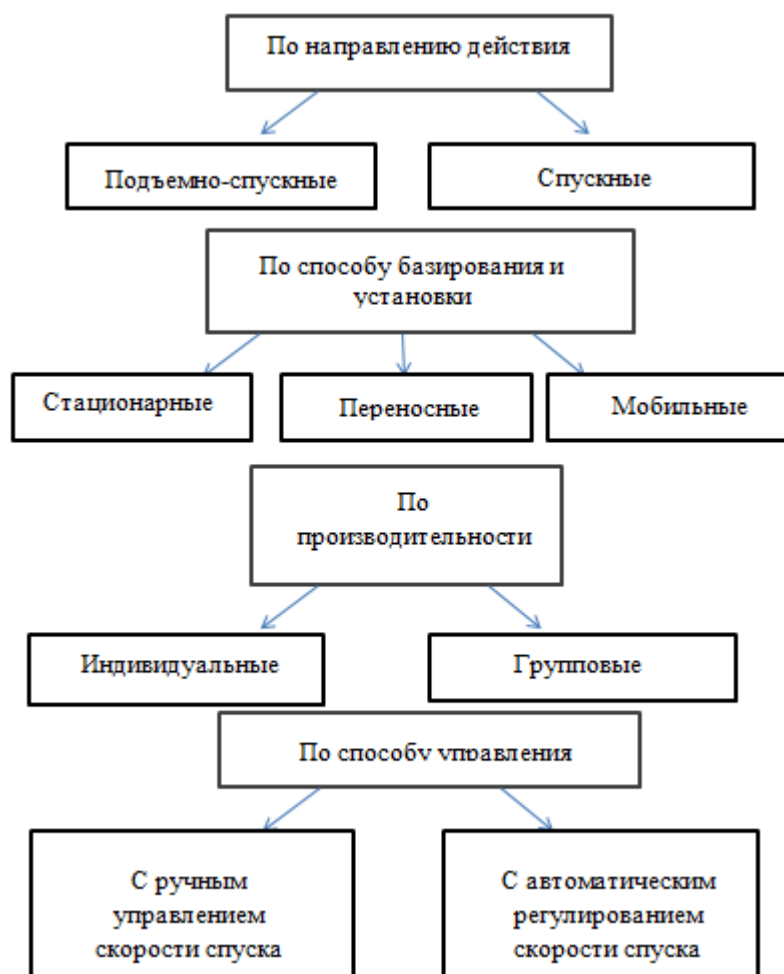 По направлению действия
Подъемно-спускные
Спускные
По способу базирования и
установки
Стационарные
Переносные
Мобильные
По
производительности
Индивидуальные
Групповые
По способу управления
С ручным
управлением
скорости спуска
С автоматическим
регулированием
скорости спуска